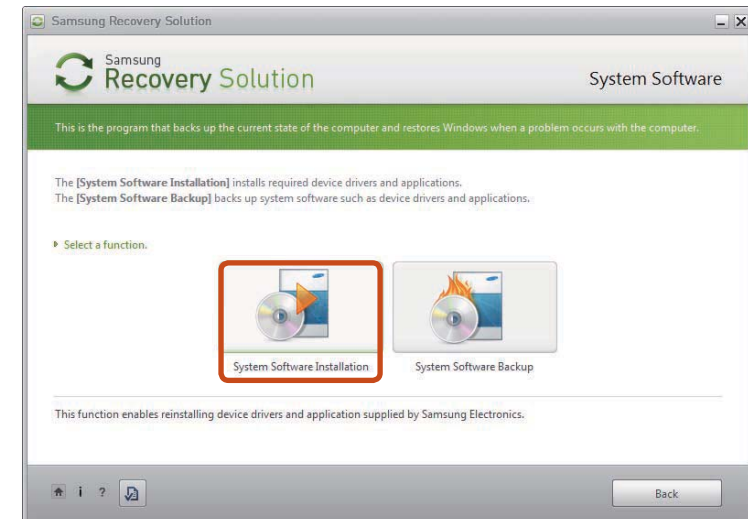 Samsung Recovery Solution
Samsung
Recovery Solution
System Software
This is the program that backs up the current state of the computer and restores Windows when a problem occurs with the computer.
The [System Software Installation] installs required device drivers and applications.
The [System Software Backup] backs up system software such as device drivers and applications.
Select a function.
System Software Installation System Software Backup
This function enables reinstalling device drivers and application supplied by Samsung Electronics.
i ? Back